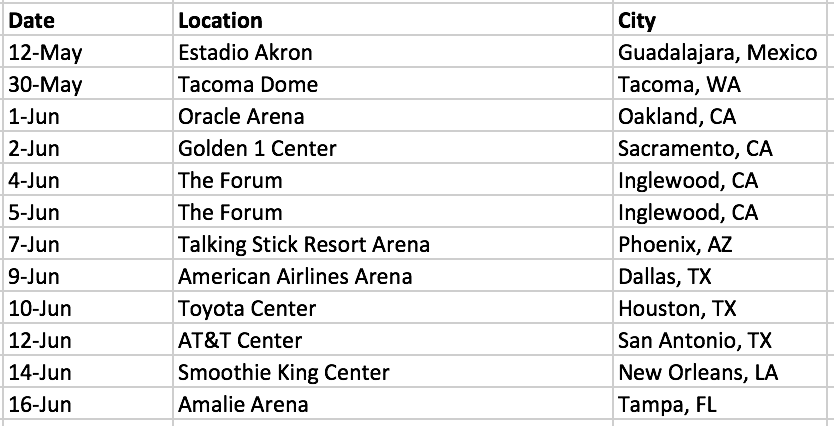 Date Location City
12-May Estadio Akron Guadalajara, Mexico
30-May Tacoma Dome Tacoma, WA
1-Jun Oracle Arena Oakland, CA
2-Jun Golden 1 Center Sacramento, CA
4-Jun The Forum Inglewood, CA
5-Jun The Forum Inglewood, CA
7-Jun Talking Stick Resort Arena Phoenix, AZ
9-Jun American Airlines Arena Dallas, TX
10-Jun Toyota Center Houston, TX
12-Jun AT&T Center San Antonio, TX
14-Jun Smoothie King Center New Orleans, LA
16-Jun Amalie Arena Tampa, FL